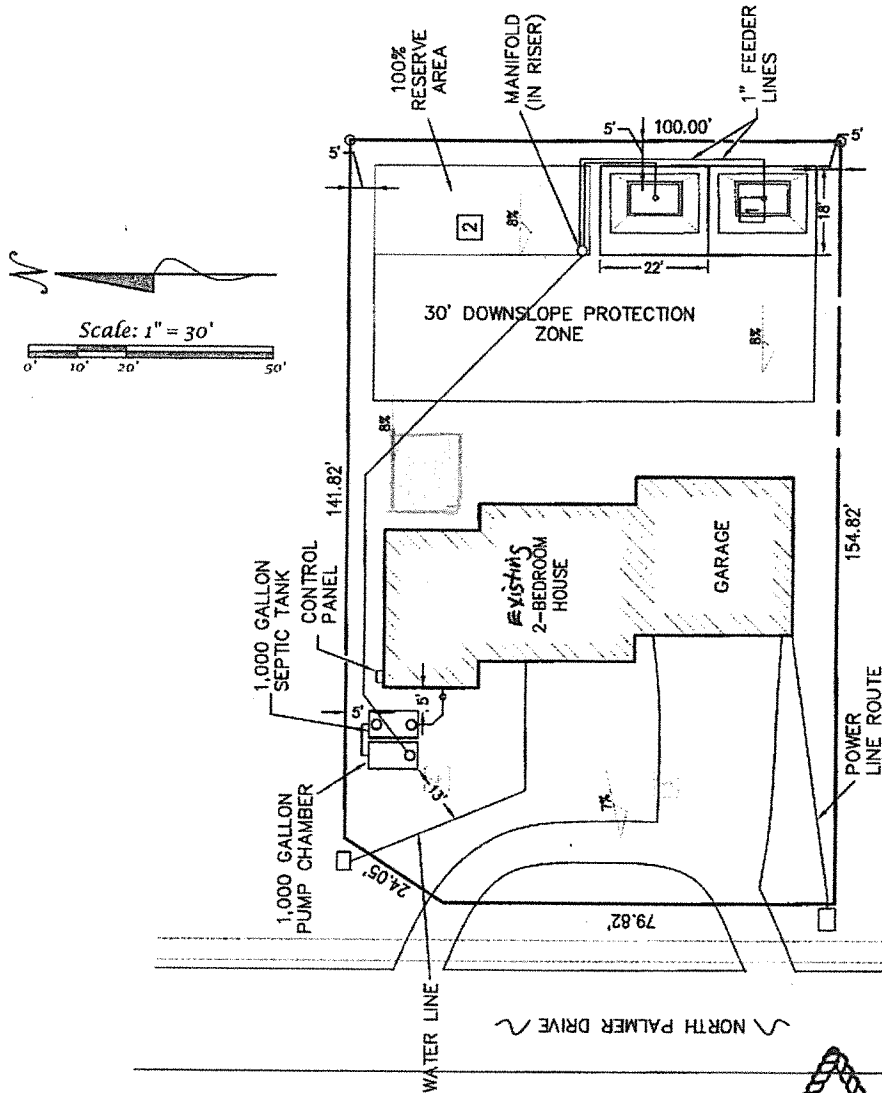 Scale: 1" = 30'
0' 10' 20' 50'
100%
RESERVE
AREA
MANIFOLD
(IN RISER)
1" FEEDER
LINES
5'
5'
100.00'
5'
2
8%
1
18'
22'
30' DOWNSLOPE PROTECTION
ZONE
8%
8%
141.82'
1,000 GALLON
SEPTIC TANK
CONTROL
PANEL
EXISTING
2-BEDROOM
HOUSE
GARAGE
154.82'
5'
5'
1,000 GALLON
PUMP CHAMBER
13'
7%
24.05'
79.82'
POWER
LINE ROUTE
WATER LINE
NORTH PALMER DRIVE